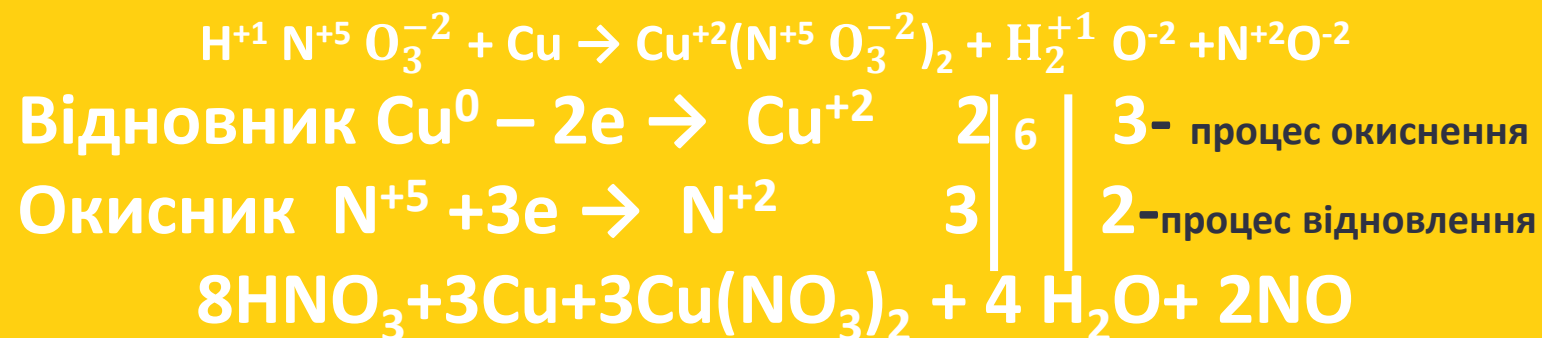 H⁺¹ N⁺⁵ O₃⁻² + Cu → Cu⁺²(N⁺⁵ O₃⁻²)₂ + H₂⁺¹ O⁻² +N⁺²O⁻²
Відновник Cu⁰ – 2e → Cu⁺² 2| 6 | 3- процес окиснення
Окисник N⁺⁵ +3e → N⁺² 3| | 2-процес відновлення
8HNO₃+3Cu+3Cu(NO₃)₂ + 4 H₂O+ 2NO